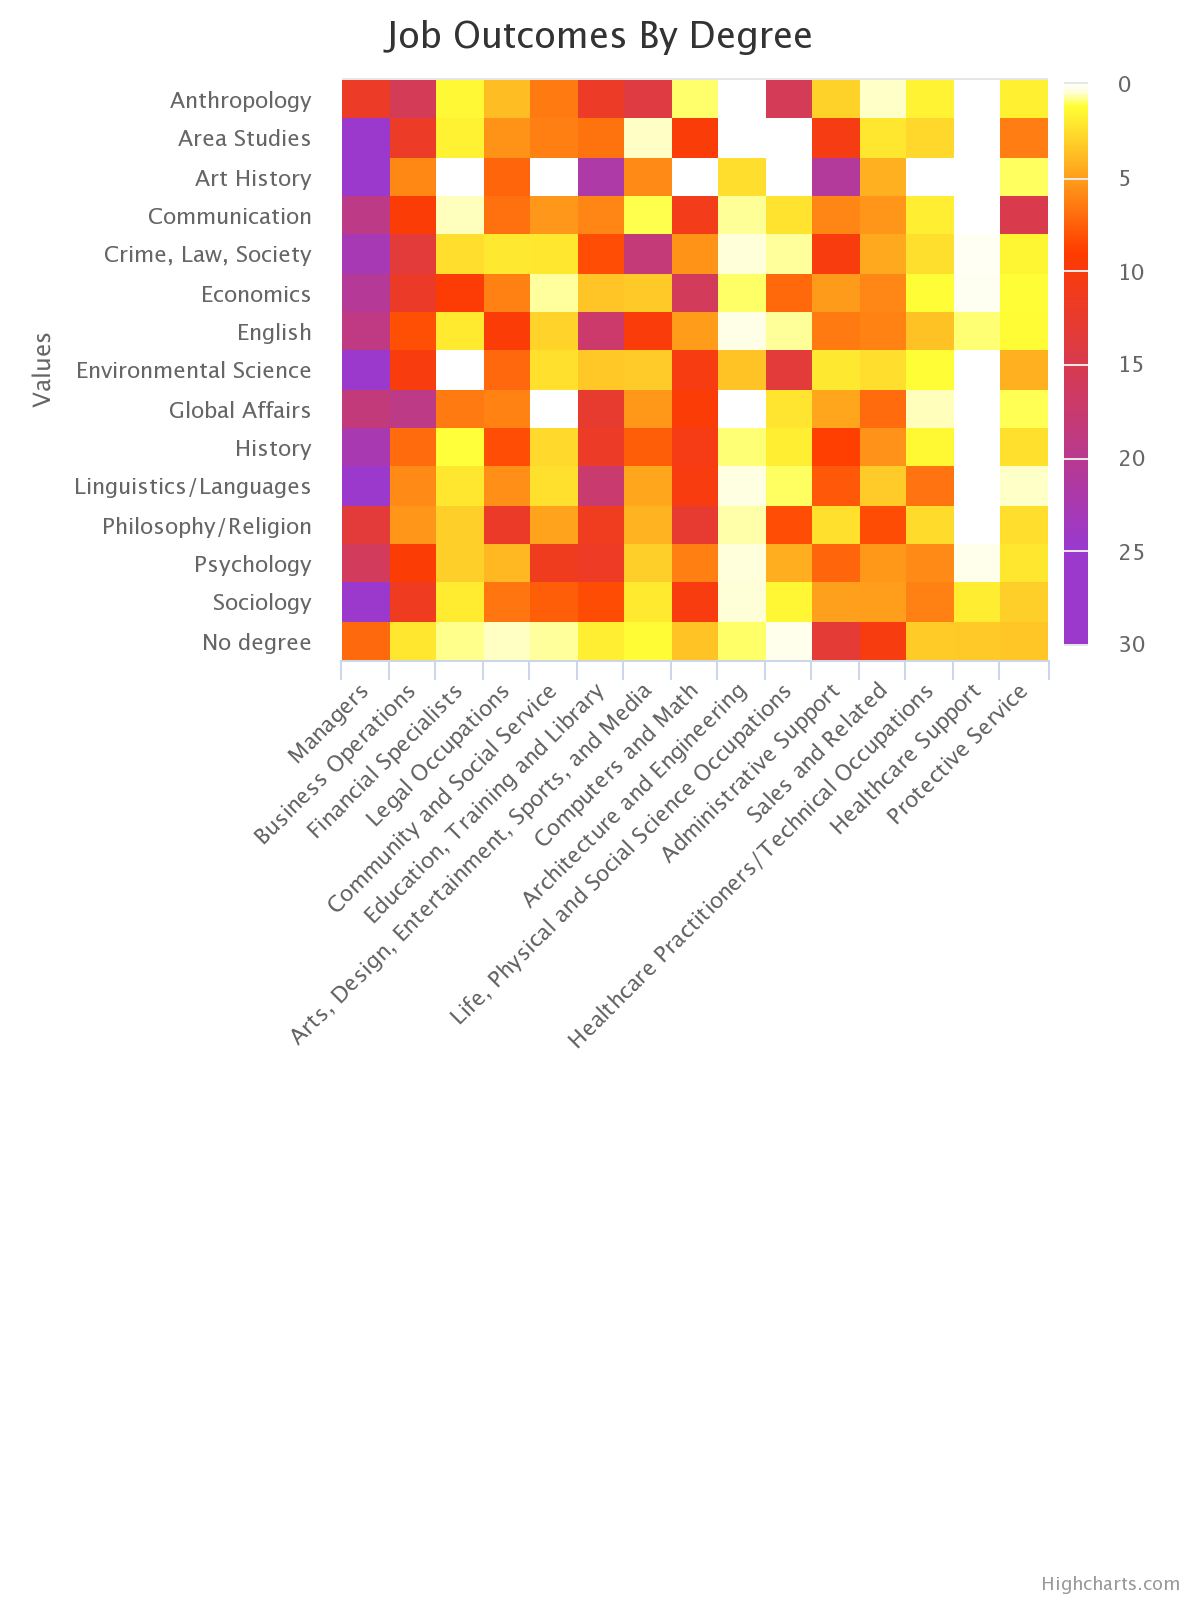 Job Outcomes By Degree
Values
Anthropology
Area Studies
Art History
Communication
Crime, Law, Society
Economics
English
Environmental Science
Global Affairs
History
Linguistics/Languages
Philosophy/Religion
Psychology
Sociology
No degree
0
5
10
15
20
25
30
Managers
Business Operations
Financial Specialists
Legal Occupations
Community and Social Service
Education, Training and Library
Arts, Design, Entertainment, Sports, and Media
Computers and Math
Architecture and Engineering
Life, Physical and Social Science Occupations
Administrative Support
Sales and Related
Healthcare Practitioners/Technical Occupations
Healthcare Support
Protective Service
Highcharts.com